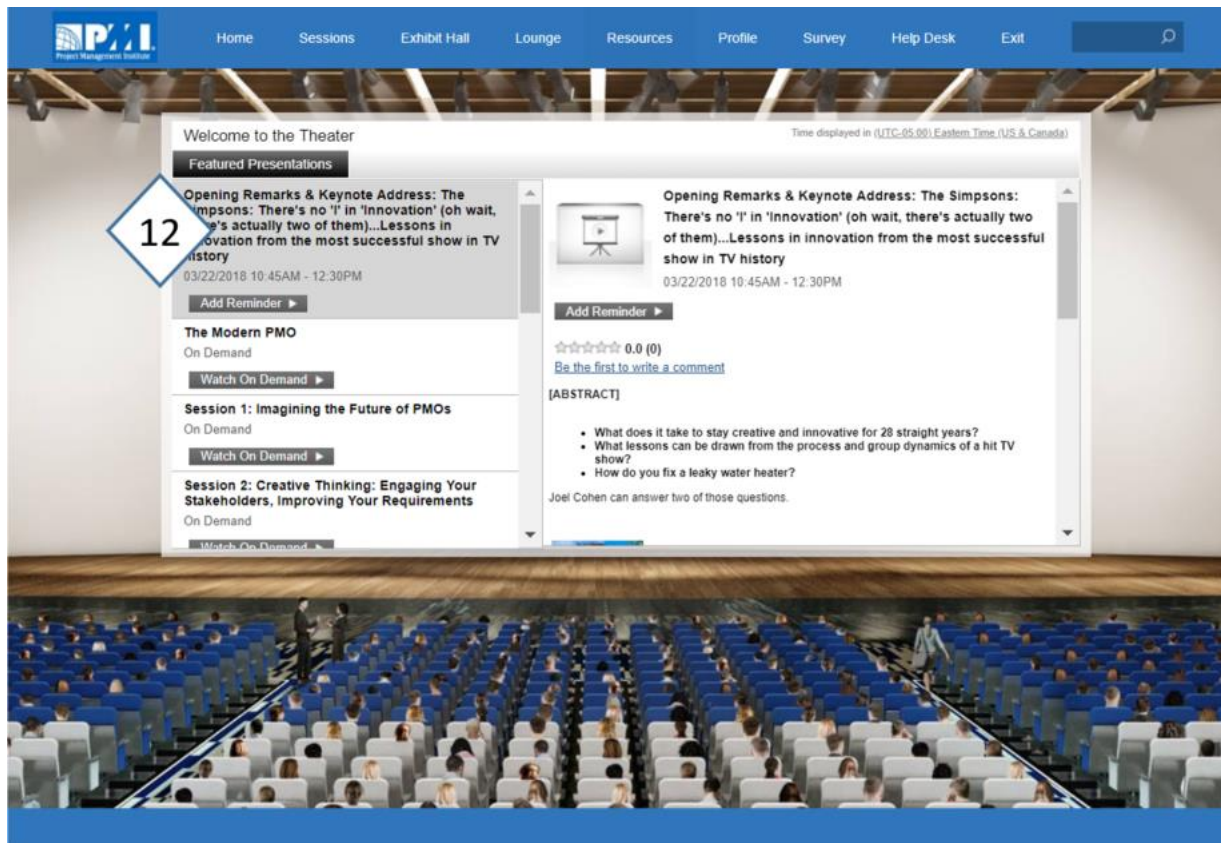 PMI.
Project Management Institute
Home Sessions Exhibit Hall Lounge Resources Profile Survey Help Desk Exit
Welcome to the Theater
Time displayed in (UTC-05:00) Eastern Time (US & Canada)
Featured Presentations
12
Opening Remarks & Keynote Address: The
Simpsons: There's no 'I' in 'Innovation' (oh wait,
there's actually two of them)...Lessons in
innovation from the most successful show in TV
history
03/22/2018 10:45AM - 12:30PM
Add Reminder
The Modern PMO
On Demand
Watch On Demand
Session 1: Imagining the Future of PMOs
On Demand
Watch On Demand
Session 2: Creative Thinking: Engaging Your
Stakeholders, Improving Your Requirements
On Demand
Watch On Demand
Opening Remarks & Keynote Address: The Simpsons:
There's no 'I' in 'Innovation' (oh wait, there's actually two
of them)...Lessons in innovation from the most successful
show in TV history
03/22/2018 10:45AM - 12:30PM
Add Reminder
0.0 (0)
Be the first to write a comment
[ABSTRACT]
• What does it take to stay creative and innovative for 28 straight years?
• What lessons can be drawn from the process and group dynamics of a hit TV
show?
• How do you fix a leaky water heater?
Joel Cohen can answer two of those questions.